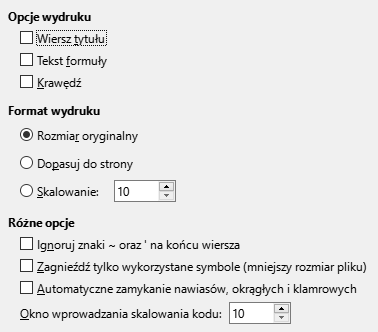 Opcje wydruku
Wiersz tytułu
Tekst formuły
Krawędź
Format wydruku
Rozmiar oryginalny
Dopasuj do strony
Skalowanie: 10
Różne opcje
Ignoruj znaki ~ oraz ' na końcu wiersza
Zagnieźdź tylko wykorzystane symbole (mniejszy rozmiar pliku)
Automatyczne zamykanie nawiasów, okrągłych i klamrowych
Okno wprowadzania skalowania kodu: 10